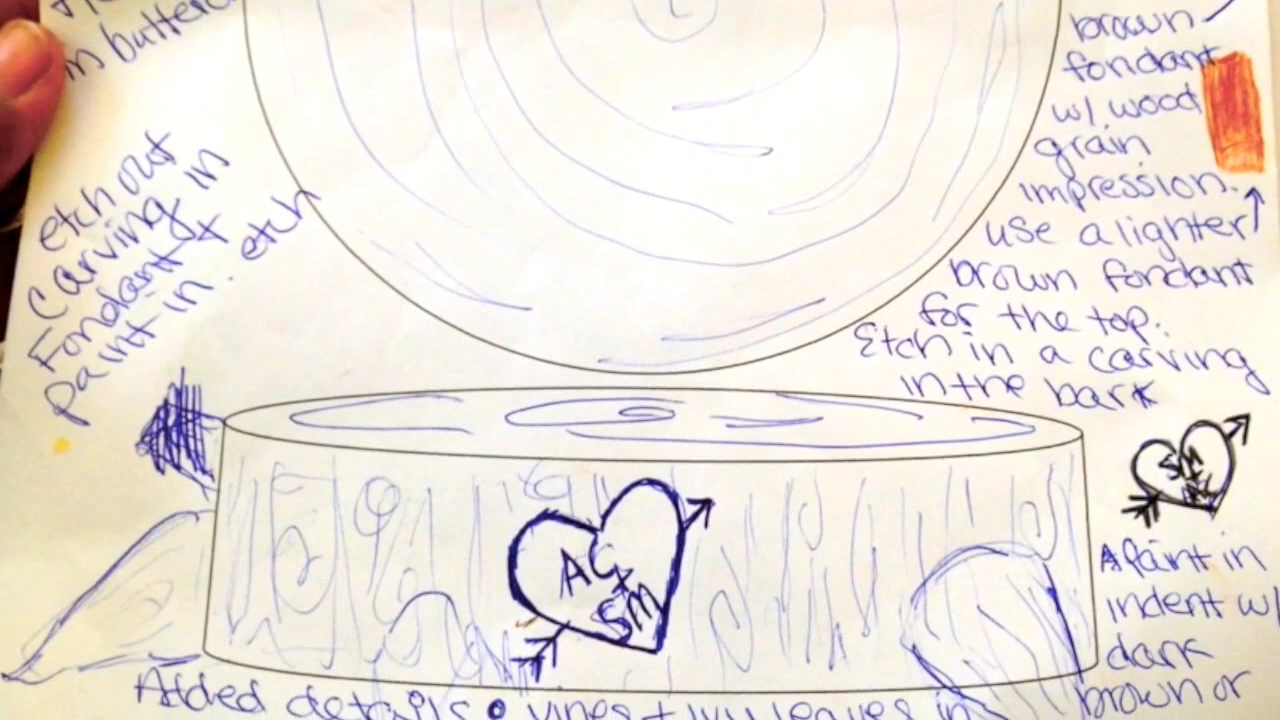 m butter
etch out
carving in
Fondant +
paint in. etch
brown
fondant
w/ wood
grain
impression.
use a lighter
brown fondant
for the top.
Etch in a carving
in the bark
SM
+
AC
AC
+
SM
Paint in
indent w/
dark
brown or
Added details • vines + ivy leaves in